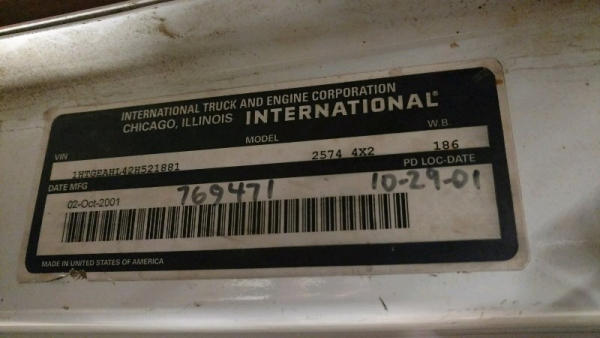 INTERNATIONAL TRUCK AND ENGINE CORPORATION
CHICAGO, ILLINOIS INTERNATIONAL®
VIN MODEL W.B.
1HTGEAHL42H521881 2574 4X2 186
DATE MFG PD LOC-DATE
02-Oct-2001 769471 10-29-01
MADE IN UNITED STATES OF AMERICA